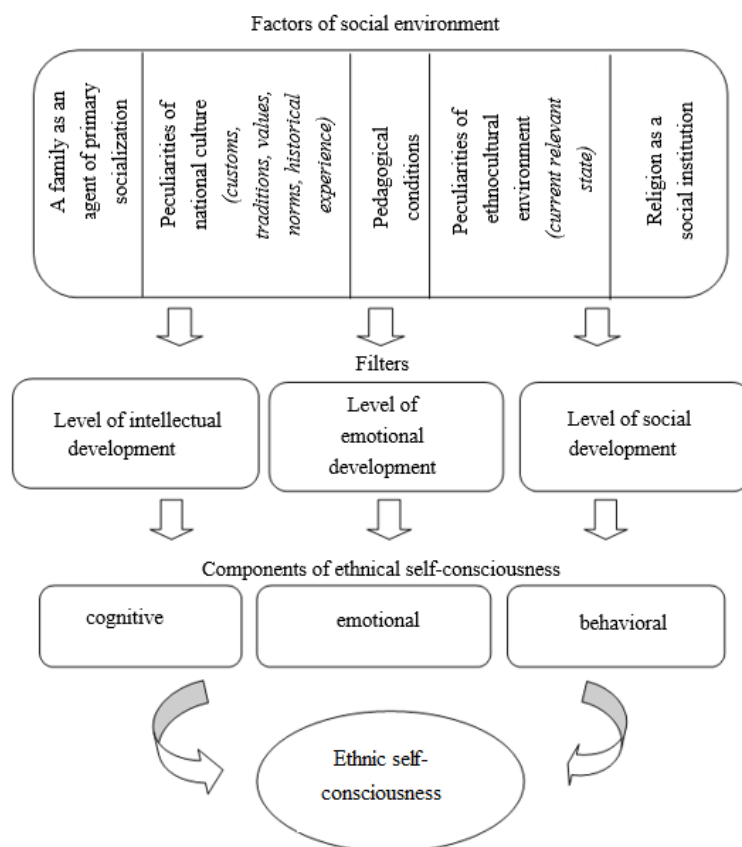 Factors of social environment
A family as an
agent of primary
socialization
Peculiarities of
national culture
(customs,
traditions, values,
norms, historical
experience)
Pedagogical
conditions
Peculiarities of
ethnocultural
environment
(current relevant
state)
Religion as a
social institution
Filters
Level of intellectual
development
Level of
emotional
development
Level of social
development
Components of ethnical self-consciousness
cognitive
emotional
behavioral
Ethnic self-
consciousness